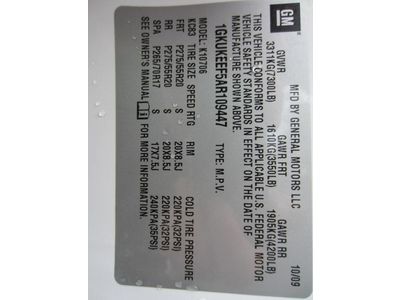 GM
MFD BY GENERAL MOTORS LLC 10/09
GVWR GAWR FRT GAWR RR
3311KG(7300LB) 1610KG(3550LB) 1905KG(4200LB)
THIS VEHICLE CONFORMS TO ALL APPLICABLE U.S. FEDERAL MOTOR
VEHICLE SAFETY STANDARDS IN EFFECT ON THE DATE OF
MANUFACTURE SHOWN ABOVE.
1GKUKEEF5AR109447 TYPE: M.P.V.
MODEL: K10706
KC83 TIRE SIZE SPEED RTG RIM COLD TIRE PRESSURE
FRT P275/55R20 S 20X8.5J 220KPA(32PSI)
RR P275/55R20 S 20X8.5J 220KPA(32PSI)
SPA P265/70R17 S 17X7.5J 240KPA(35PSI)
SEE OWNER'S MANUAL FOR MORE INFORMATION.